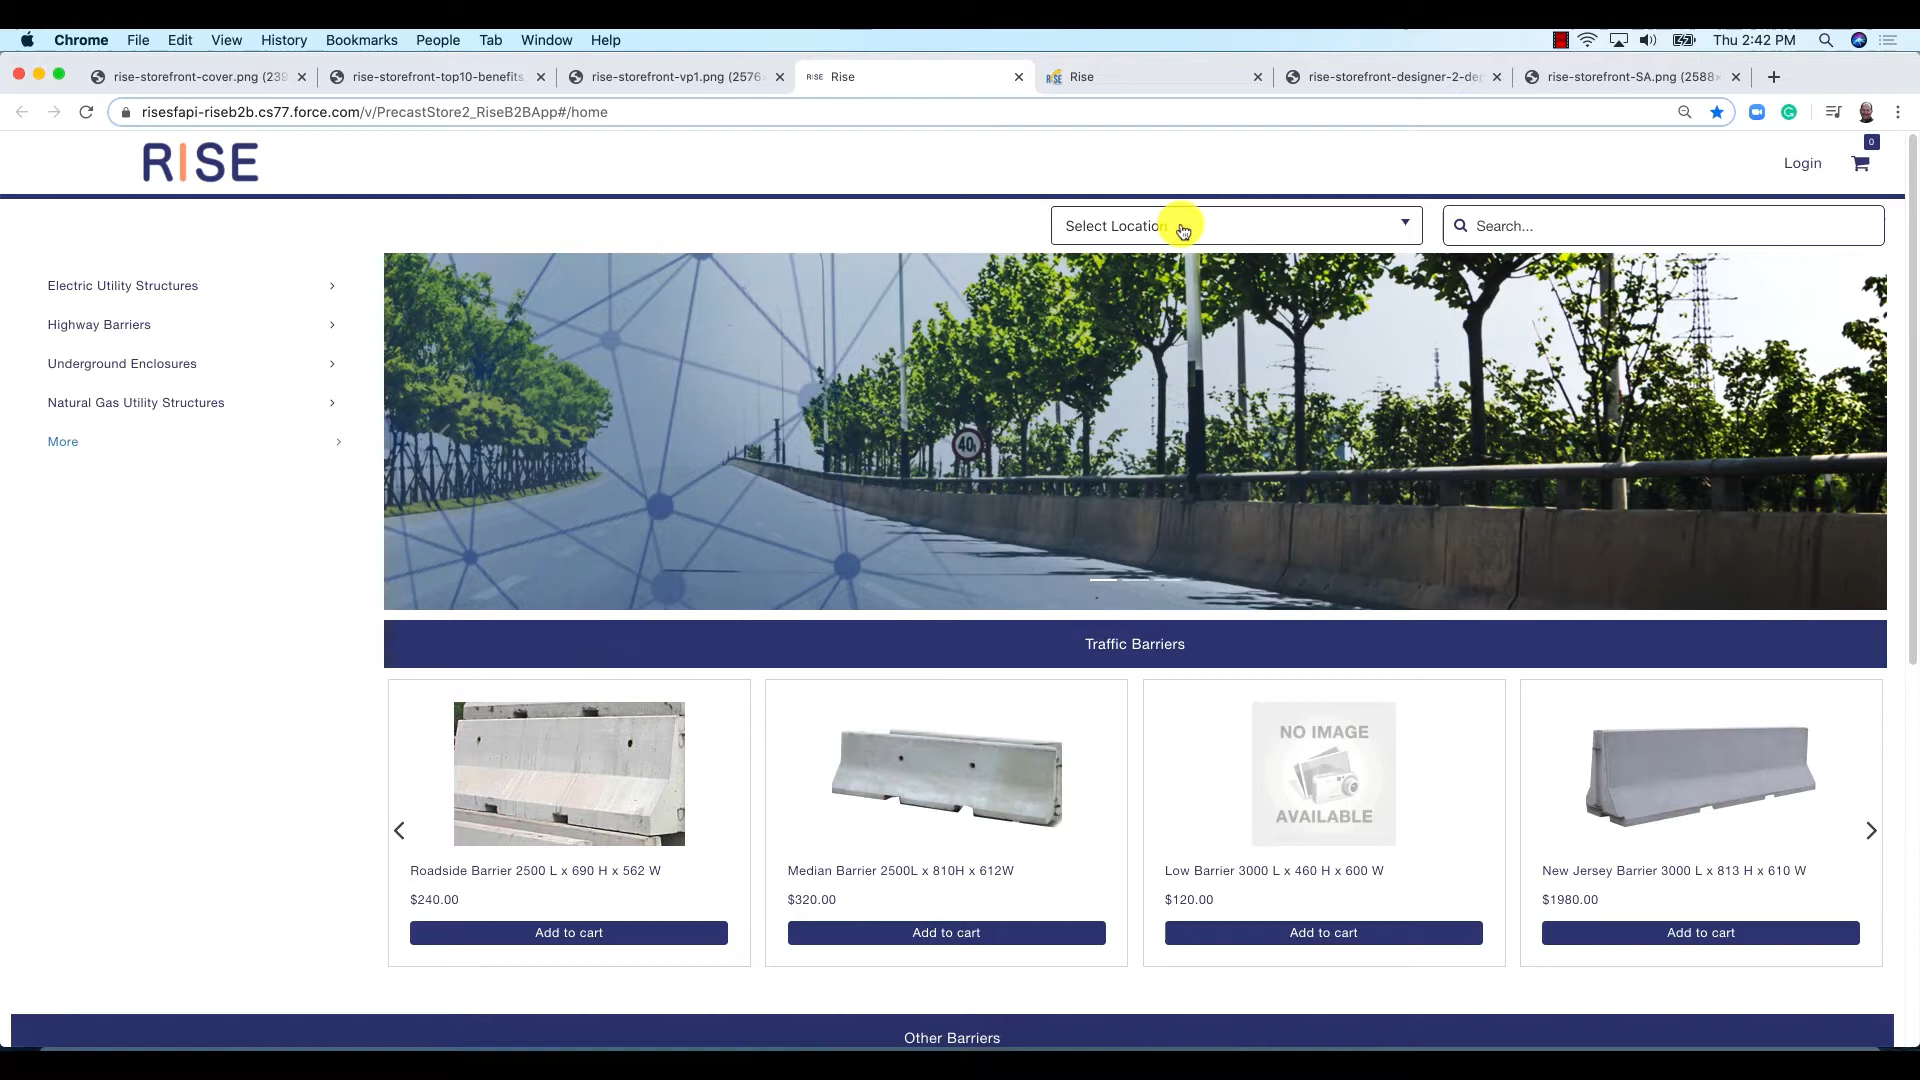 Chrome File Edit View History Bookmarks People Tab Window Help Thu 2:42 PM
rise-storefront-cover.png (239 rise-storefront-top10-benefits. rise-storefront-vp1.png (2576× RISE Rise Rise rise-storefront-designer-2-dep rise-storefront-SA.png (2588×
risesfapi-riseb2b.cs77.force.com/v/PrecastStore2_RiseB2BApp#/home
0
RISE
Login
Select Location
Search...
Electric Utility Structures
Highway Barriers
Underground Enclosures
Natural Gas Utility Structures
More
40
Traffic Barriers
NO IMAGE
AVAILABLE
Roadside Barrier 2500 L x 690 H x 562 W
$240.00
Add to cart
Median Barrier 2500L x 810H x 612W
$320.00
Add to cart
Low Barrier 3000 L x 460 H x 600 W
$120.00
Add to cart
New Jersey Barrier 3000 L x 813 H x 610 W
$1980.00
Add to cart
Other Barriers